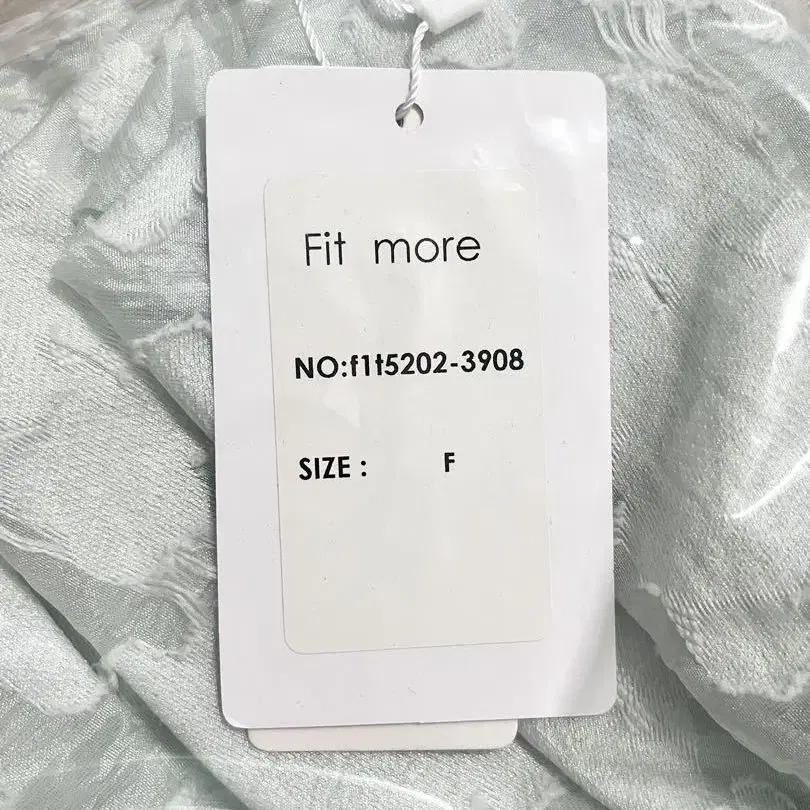 Fit more
NO:f1t5202-3908
SIZE : F